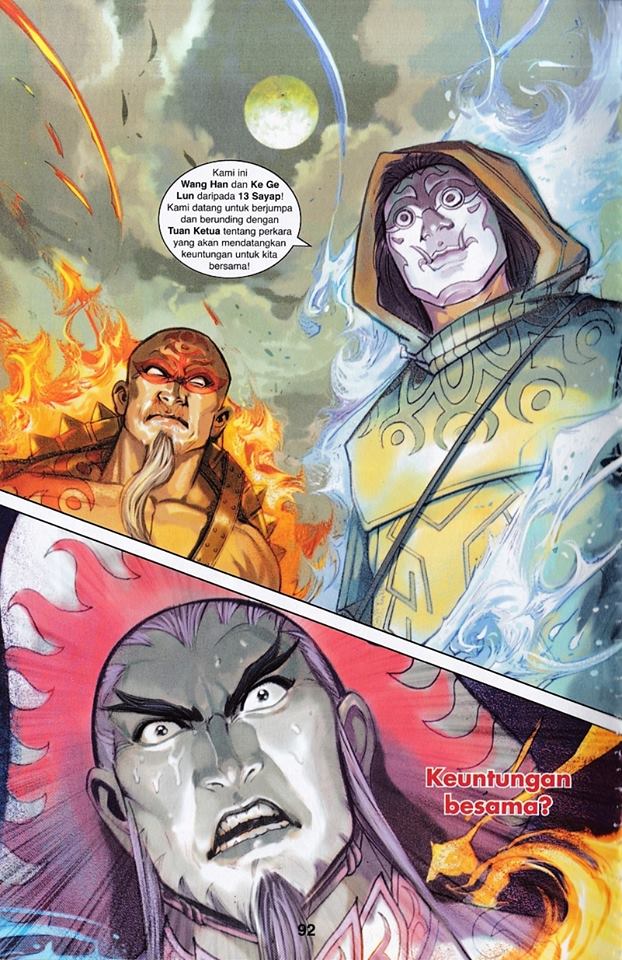 Kami ini
Wang Han dan Ke Ge
Lun daripada 13 Sayap!
Kami datang untuk berjumpa
dan berunding dengan
Tuan Ketua tentang perkara
yang akan mendatangkan
keuntungan untuk kita
bersama!
Keuntungan
besama?
92